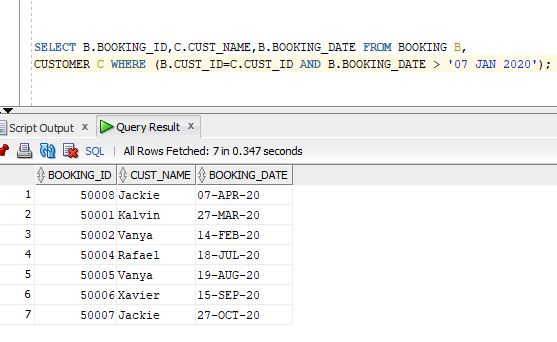 SELECT B.BOOKING_ID,C.CUST_NAME,B.BOOKING_DATE FROM BOOKING B,
CUSTOMER C WHERE (B.CUST_ID=C.CUST_ID AND B.BOOKING_DATE > '07 JAN 2020');
Script Output x Query Result x
SQL | All Rows Fetched: 7 in 0.347 seconds
BOOKING_ID CUST_NAME BOOKING_DATE
1 50008 Jackie 07-APR-20
2 50001 Kalvin 27-MAR-20
3 50002 Vanya 14-FEB-20
4 50004 Rafael 18-JUL-20
5 50005 Vanya 19-AUG-20
6 50006 Xavier 15-SEP-20
7 50007 Jackie 27-OCT-20